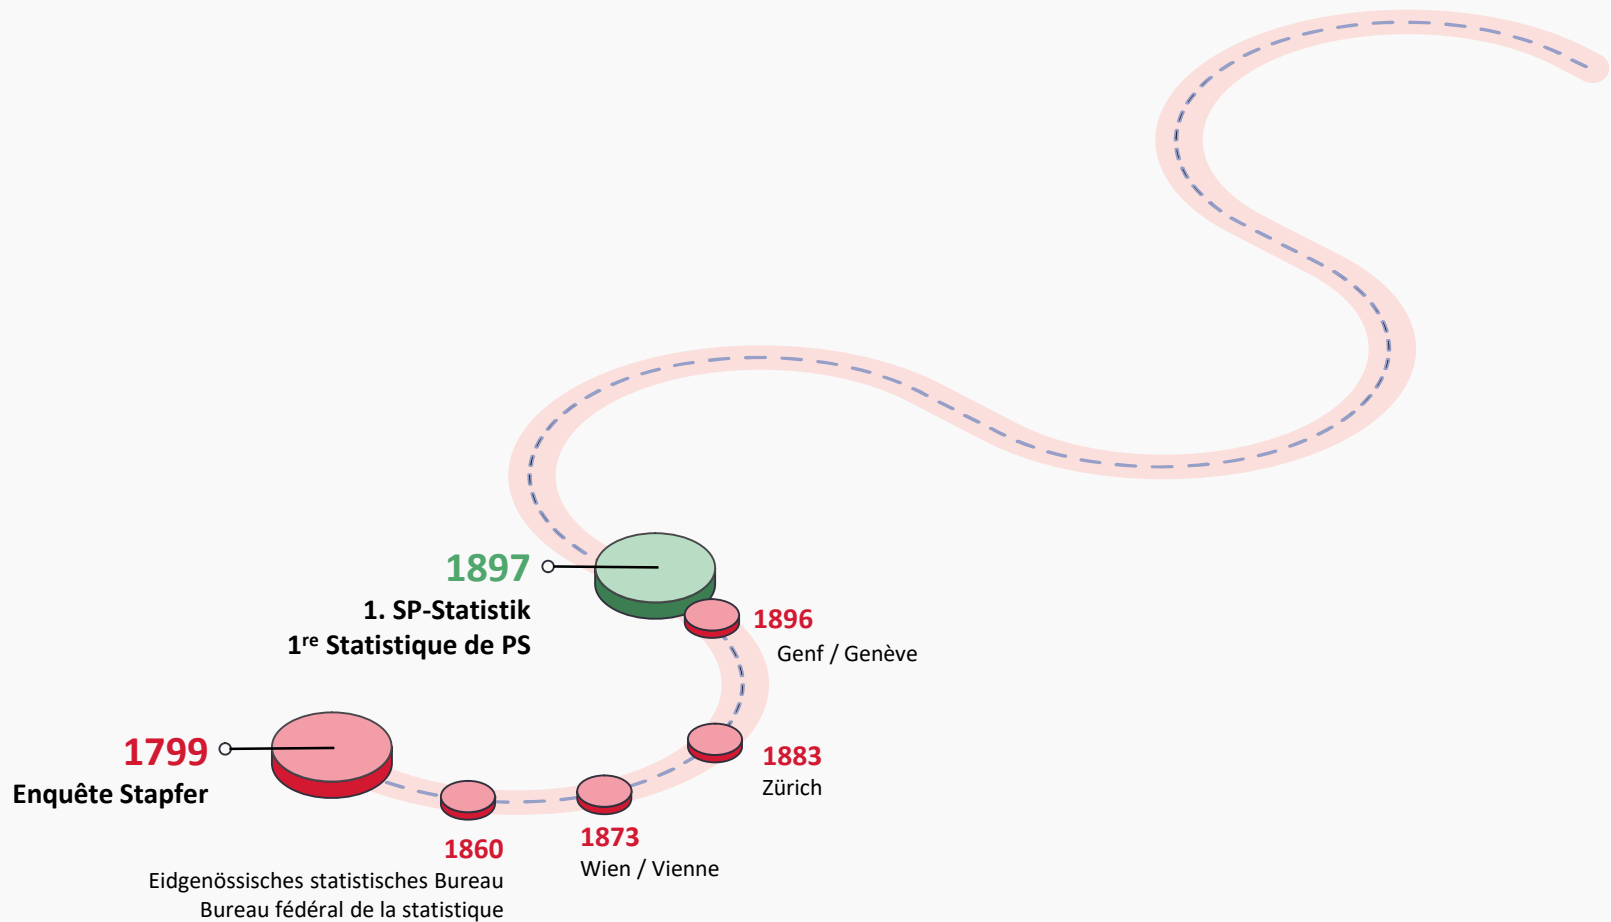 1897
1. SP-Statistik
1re Statistique de PS
1896
Genf / Genève
1799
Enquête Stapfer
1883
Zürich
1860
Eidgenössisches statistisches Bureau
Bureau fédéral de la statistique
1873
Wien / Vienne